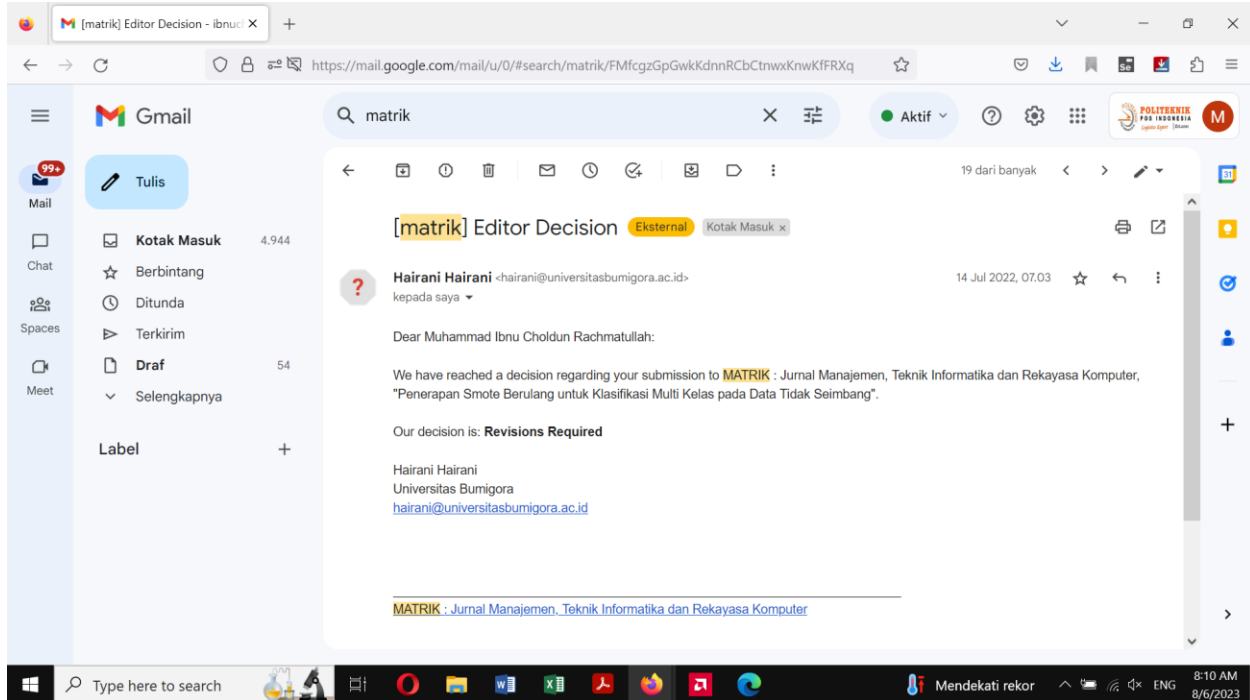 [matrik] Editor Decision - ibnucl
https://mail.google.com/mail/u/0/#search/matrik/FMfcgzGpGwkKdnnRCbCtnwxKnwKfFRXq
Gmail
matrik
Aktif
POLITEKNIK
POS INDONESIA
M
99+
Mail
Chat
Spaces
Meet
Tulis
Kotak Masuk 4.944
Berbintang
Ditunda
Terkirim
Draf 54
Selengkapnya
Label
19 dari banyak
31
[matrik] Editor Decision Eksternal Kotak Masuk x
Hairani Hairani <hairani@universitasbumigora.ac.id> 14 Jul 2022, 07.03
kepada saya
Dear Muhammad Ibnu Choldun Rachmatullah:
We have reached a decision regarding your submission to MATRIK : Jurnal Manajemen, Teknik Informatika dan Rekayasa Komputer,
"Penerapan Smote Berulang untuk Klasifikasi Multi Kelas pada Data Tidak Seimbang".
Our decision is: Revisions Required
Hairani Hairani
Universitas Bumigora
hairani@universitasbumigora.ac.id
MATRIK : Jurnal Manajemen, Teknik Informatika dan Rekayasa Komputer
Type here to search
Mendekati rekor
ENG
8:10 AM
8/6/2023